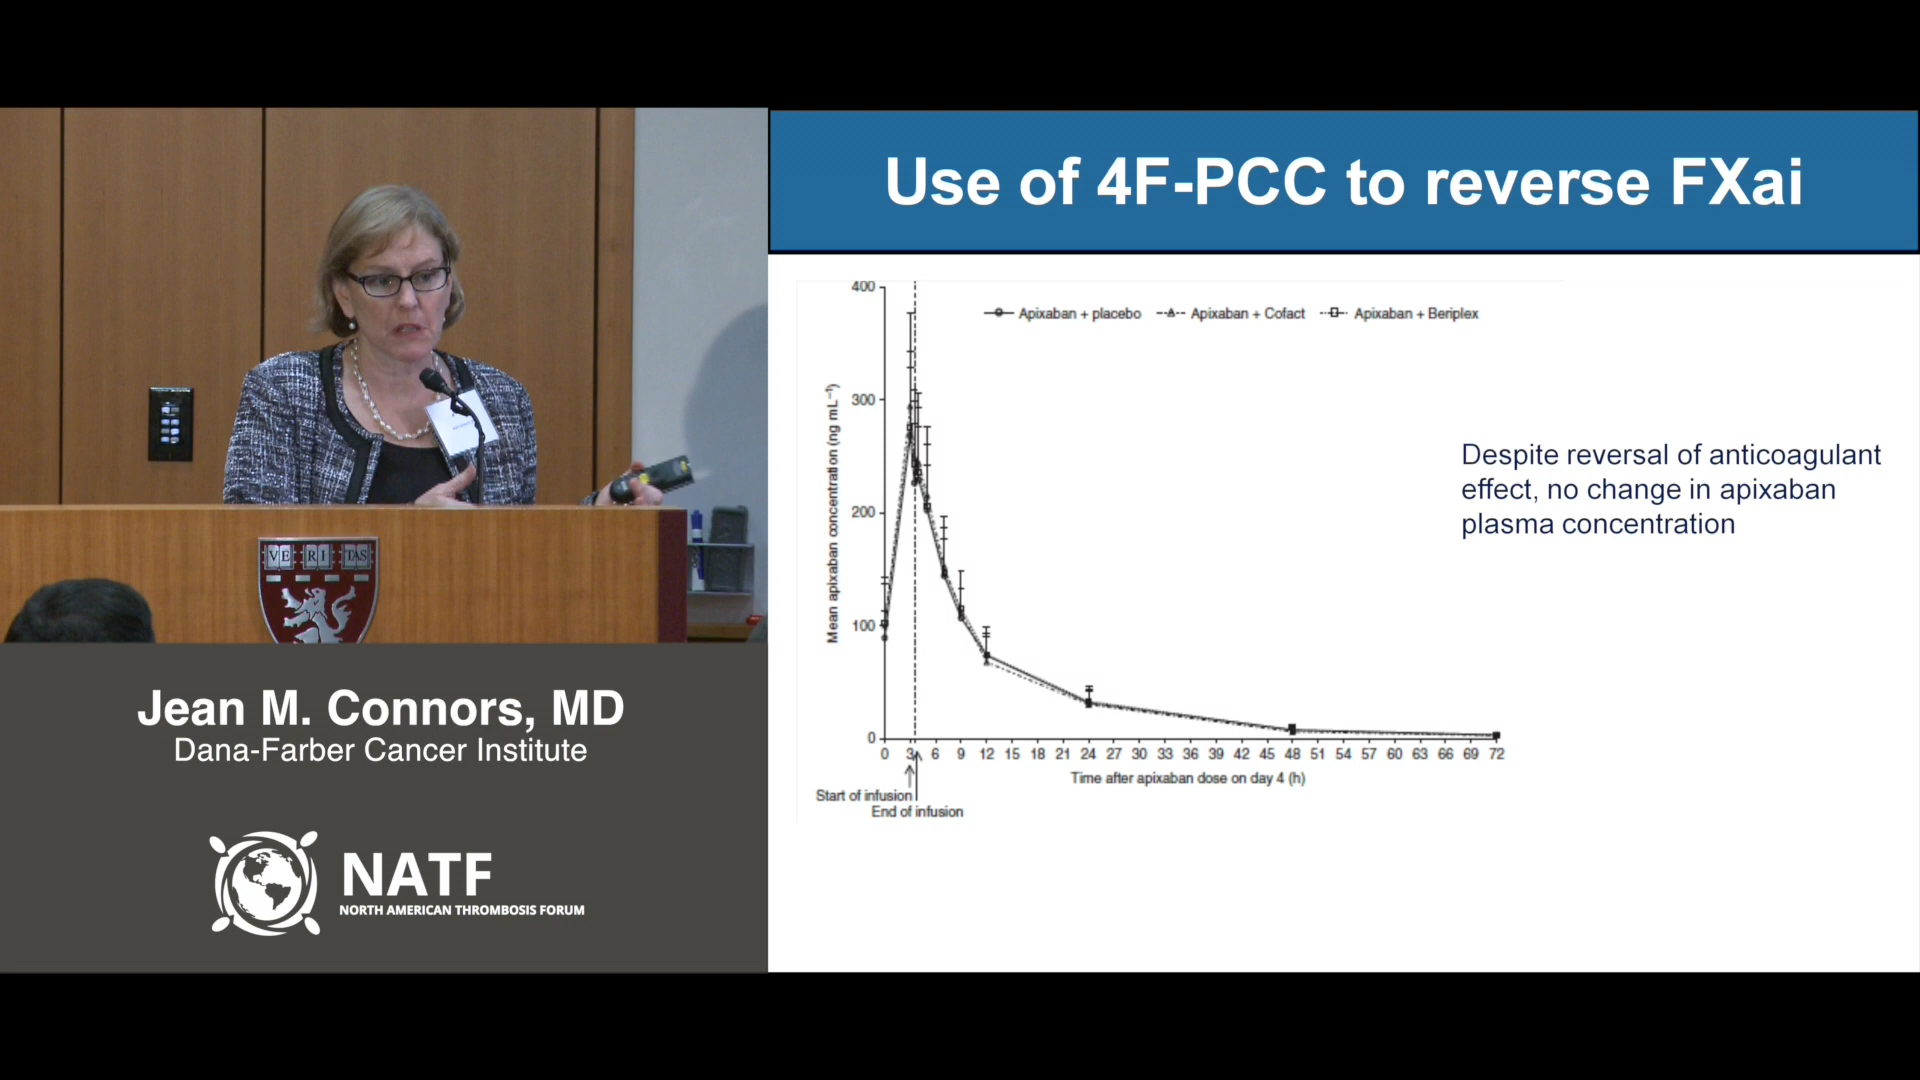 Use of 4F-PCC to reverse FXai
400
300
200
100
0
Mean apixaban concentration (ng mL⁻¹)
Apixaban + placebo Apixaban + Cofact Apixaban + Beriplex
0 3 6 9 12 15 18 21 24 27 30 33 36 39 42 45 48 51 54 57 60 63 66 69 72
Time after apixaban dose on day 4 (h)
Start of infusion
End of infusion
Despite reversal of anticoagulant
effect, no change in apixaban
plasma concentration
VE RI TAS
Jean M. Connors, MD
Dana-Farber Cancer Institute
NATF
NORTH AMERICAN THROMBOSIS FORUM